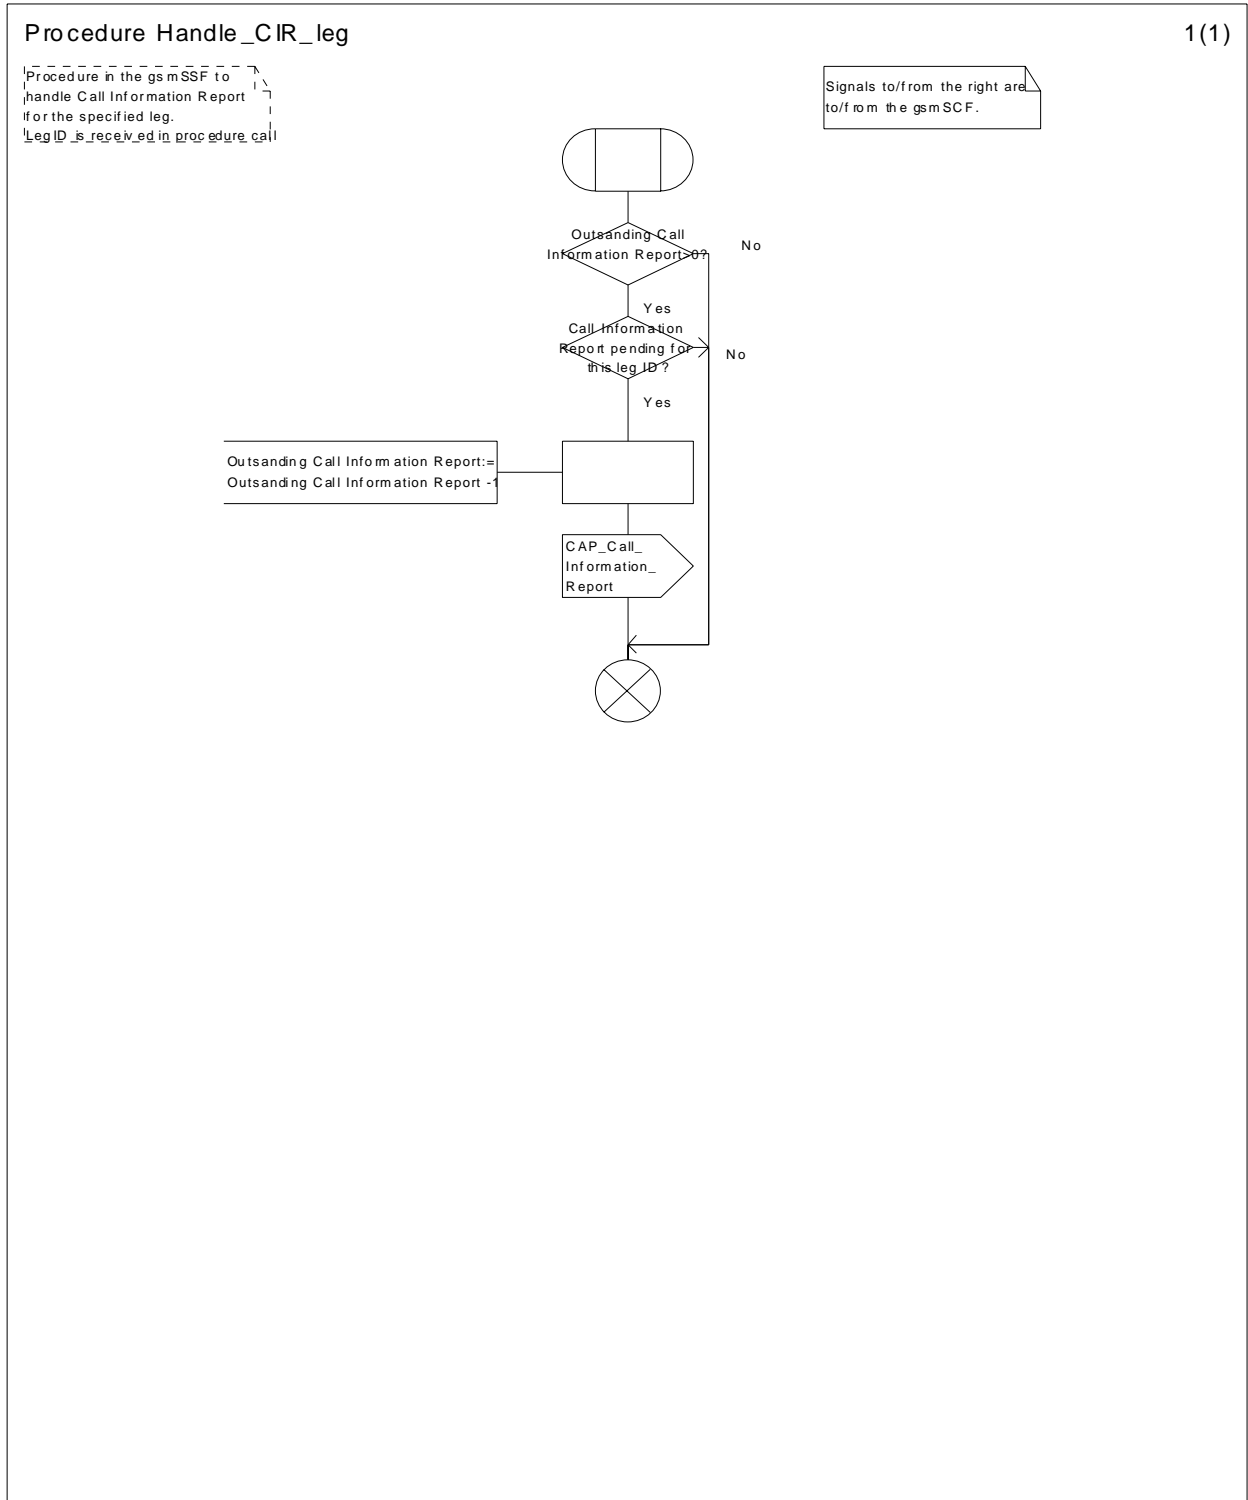 Procedure Handle_CIR_leg
1(1)
Procedure in the gsmSSF to
handle Call Information Report
for the specified leg.
LegID is received in procedure call
Signals to/from the right are
to/from the gsmSCF.
Outsanding Call
Information Report>0?
No
Yes
Call Information
Report pending for
this leg ID?
No
Yes
Outsanding Call Information Report:=
Outsanding Call Information Report -1
CAP_Call_
Information_
Report